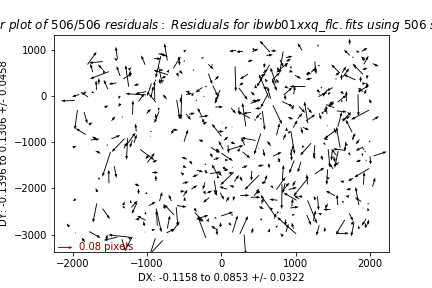 r plot of 506/506 residuals: Residuals for ibwb01xxq_flc.fits using 506 s
1000
0
−1000
−2000
−3000
DY: -0.1396 to 0.1306 +/- 0.0458
0.08 pixels
−2000 −1000 0 1000 2000
DX: -0.1158 to 0.0853 +/- 0.0322